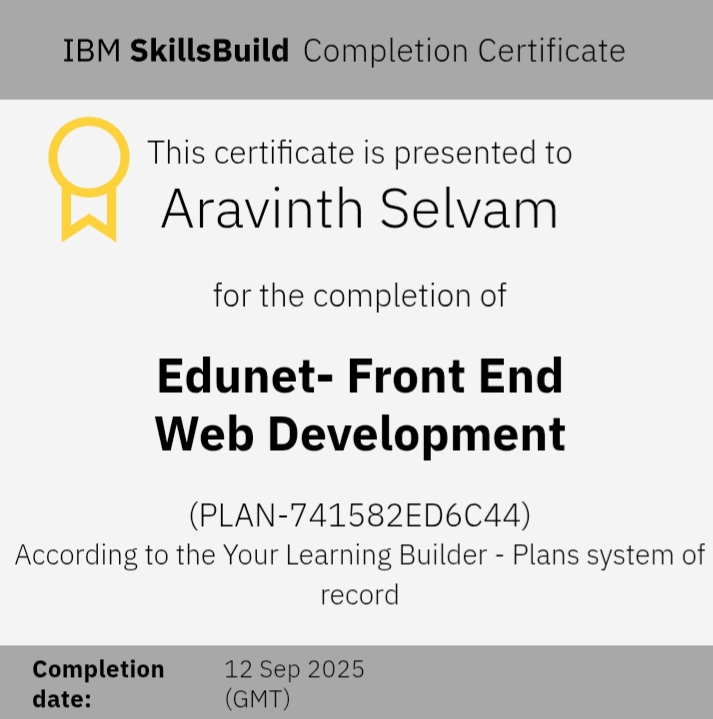 IBM SkillsBuild Completion Certificate
This certificate is presented to
Aravinth Selvam
for the completion of
Edunet- Front End
Web Development
(PLAN-741582ED6C44)
According to the Your Learning Builder - Plans system of
record
Completion date:
12 Sep 2025 (GMT)